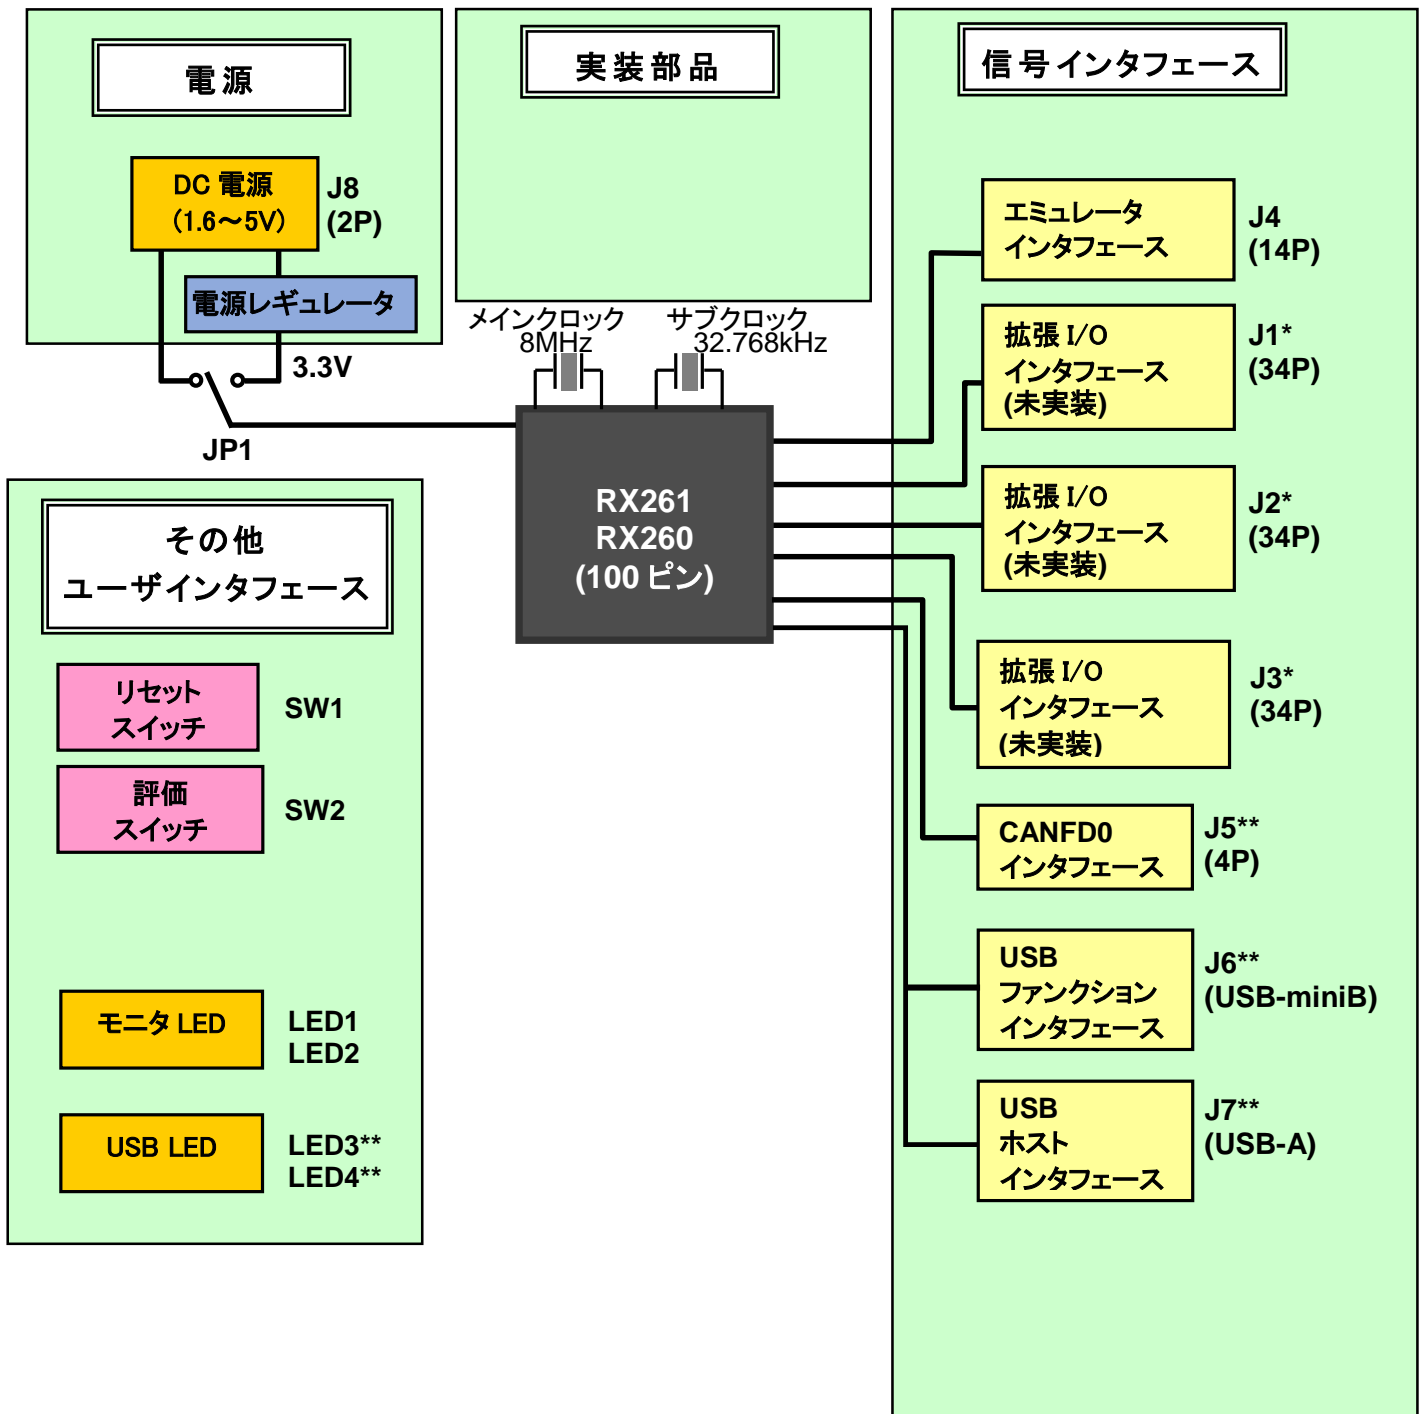 電源
DC 電源
(1.6～5V)
J8
(2P)
電源レギュレータ
3.3V
JP1
実装部品
メインクロック
8MHz
サブクロック
32.768kHz
RX261
RX260
(100 ピン)
信号インタフェース
エミュレータ
インタフェース
J4
(14P)
拡張 I/O
インタフェース
(未実装)
J1*
(34P)
拡張 I/O
インタフェース
(未実装)
J2*
(34P)
拡張 I/O
インタフェース
(未実装)
J3*
(34P)
CANFD0
インタフェース
J5**
(4P)
USB
ファンクション
インタフェース
J6**
(USB-miniB)
USB
ホスト
インタフェース
J7**
(USB-A)
その他
ユーザインタフェース
リセット
スイッチ
SW1
評価
スイッチ
SW2
モニタ LED
LED1
LED2
USB LED
LED3**
LED4**